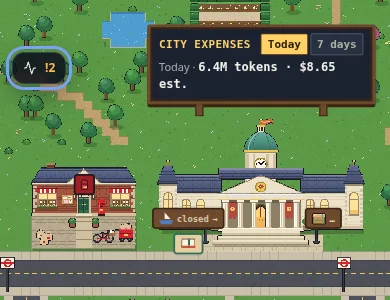 CITY EXPENSES Today 7 days
!2
Today · 6.4M tokens · $8.65
est.
closed →